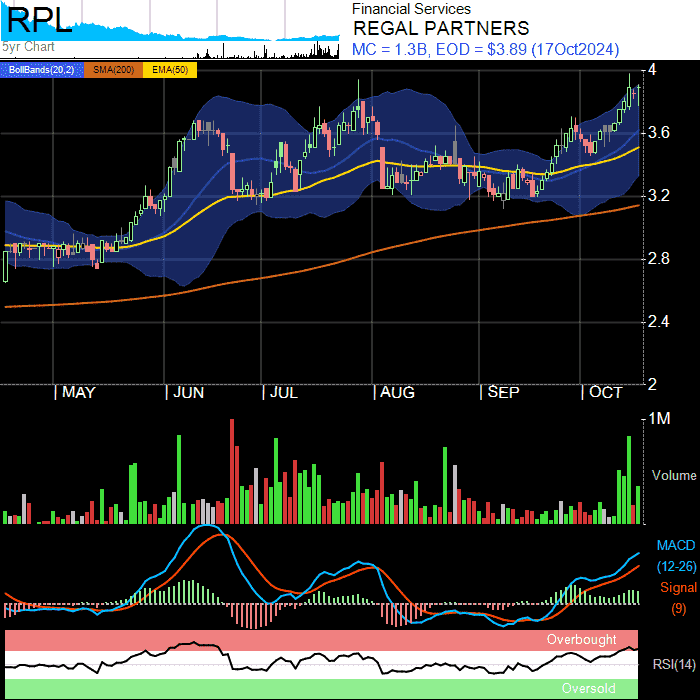 RPL
5yr Chart
Financial Services
REGAL PARTNERS
MC = 1.3B, EOD = $3.89 (17Oct2024)
BollBands(20,2) SMA(200) EMA(50)
4
3.6
3.2
2.8
2.4
2
MAY JUN JUL AUG SEP OCT
1M
Volume
MACD
(12-26)
Signal
(9)
Overbought
RSI(14)
Oversold